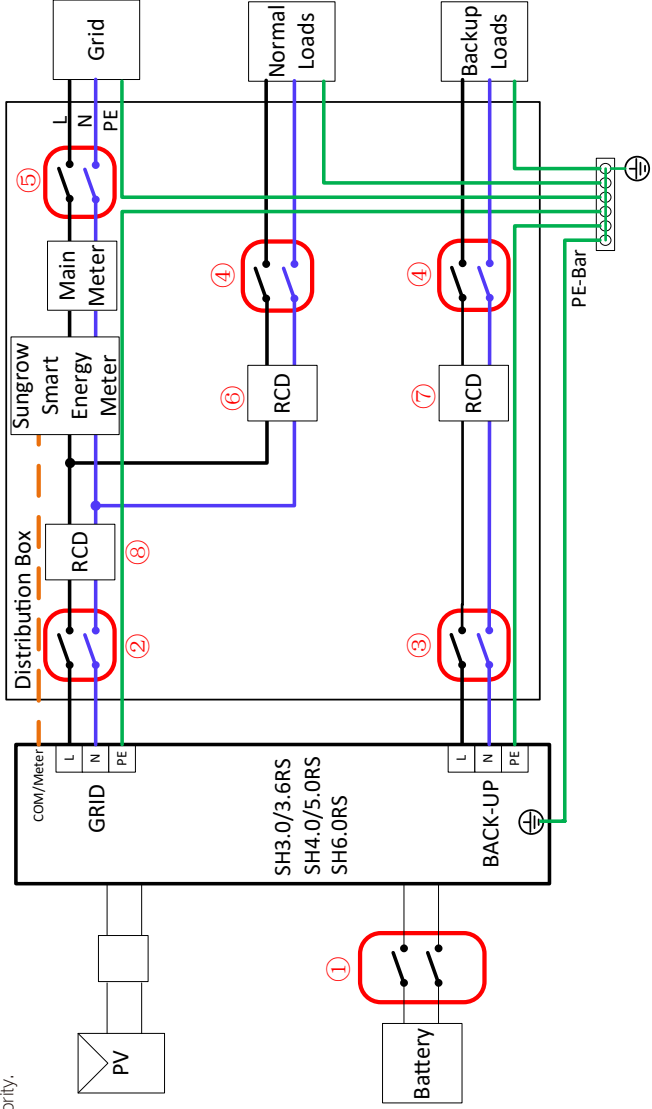 ority.
Grid
Normal
Loads
Backup
Loads
L
N
PE
⑤
Main
Meter
④
④
Sungrow
Smart
Energy
Meter
⑥
RCD
⑦
RCD
PE-Bar
RCD
⑧
Distribution Box
②
③
COM/Meter
L
N
PE
GRID
SH3.0/3.6RS
SH4.0/5.0RS
SH6.0RS
L
N
PE
BACK-UP
①
PV
Battery